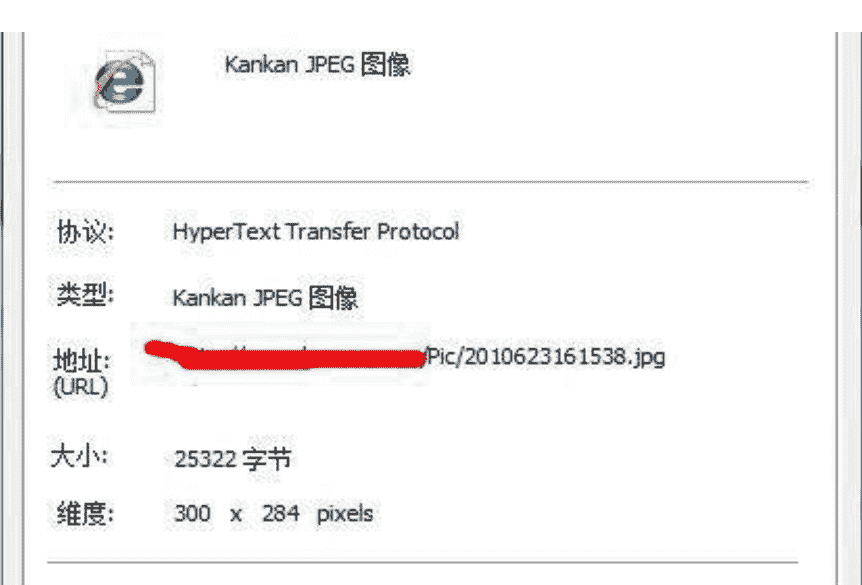 Kankan JPEG 图像
协议: HyperText Transfer Protocol
类型: Kankan JPEG 图像
地址: /Pic/2010623161538.jpg
(URL)
大小: 25322 字节
维度: 300 x 284 pixels